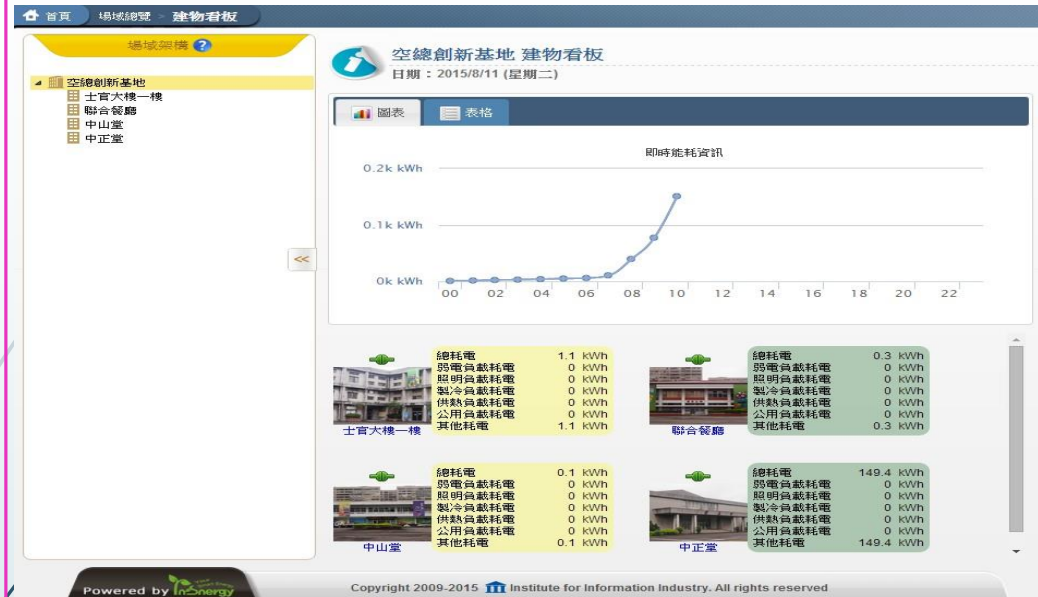 首頁 場域總覽 > 建物看板
場域架構 ?
空總創新基地
士官大樓一樓
聯合餐廳
中山堂
中正堂
<<
空總創新基地 建物看板
日期：2015/8/11 (星期二)
圖表 表格
即時能耗資訊
0.2k kWh
0.1k kWh
0k kWh
00 02 04 06 08 10 12 14 16 18 20 22
總耗電 1.1 kWh
弱電負載耗電 0 kWh
照明負載耗電 0 kWh
製冷負載耗電 0 kWh
供熱負載耗電 0 kWh
公用負載耗電 0 kWh
其他耗電 1.1 kWh
士官大樓一樓
總耗電 0.3 kWh
弱電負載耗電 0 kWh
照明負載耗電 0 kWh
製冷負載耗電 0 kWh
供熱負載耗電 0 kWh
公用負載耗電 0 kWh
其他耗電 0.3 kWh
聯合餐廳
總耗電 0.1 kWh
弱電負載耗電 0 kWh
照明負載耗電 0 kWh
製冷負載耗電 0 kWh
供熱負載耗電 0 kWh
公用負載耗電 0 kWh
其他耗電 0.1 kWh
中山堂
總耗電 149.4 kWh
弱電負載耗電 0 kWh
照明負載耗電 0 kWh
製冷負載耗電 0 kWh
供熱負載耗電 0 kWh
公用負載耗電 0 kWh
其他耗電 149.4 kWh
中正堂
Powered by InSnergy
Copyright 2009-2015 Institute for Information Industry. All rights reserved